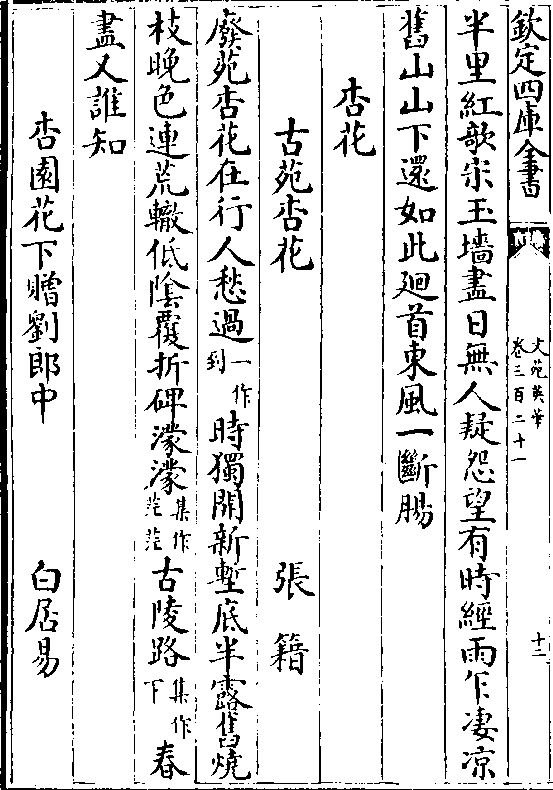 欽定四庫全書
文苑英華
卷三百二十一
十二
半里紅歌宋玉墻盡日無人疑怨望有時經雨乍凄凉
舊山山下還如此廻首東風一斷腸
杏花
古苑杏花 張籍
廢苑杏花在行人愁過一作到時獨開新塹底半露舊燒
枝晚色連荒轍低陰覆折碑濛濛集作茫茫古陵路集作下春
盡又誰知
杏園花下贈劉郎中 白居易